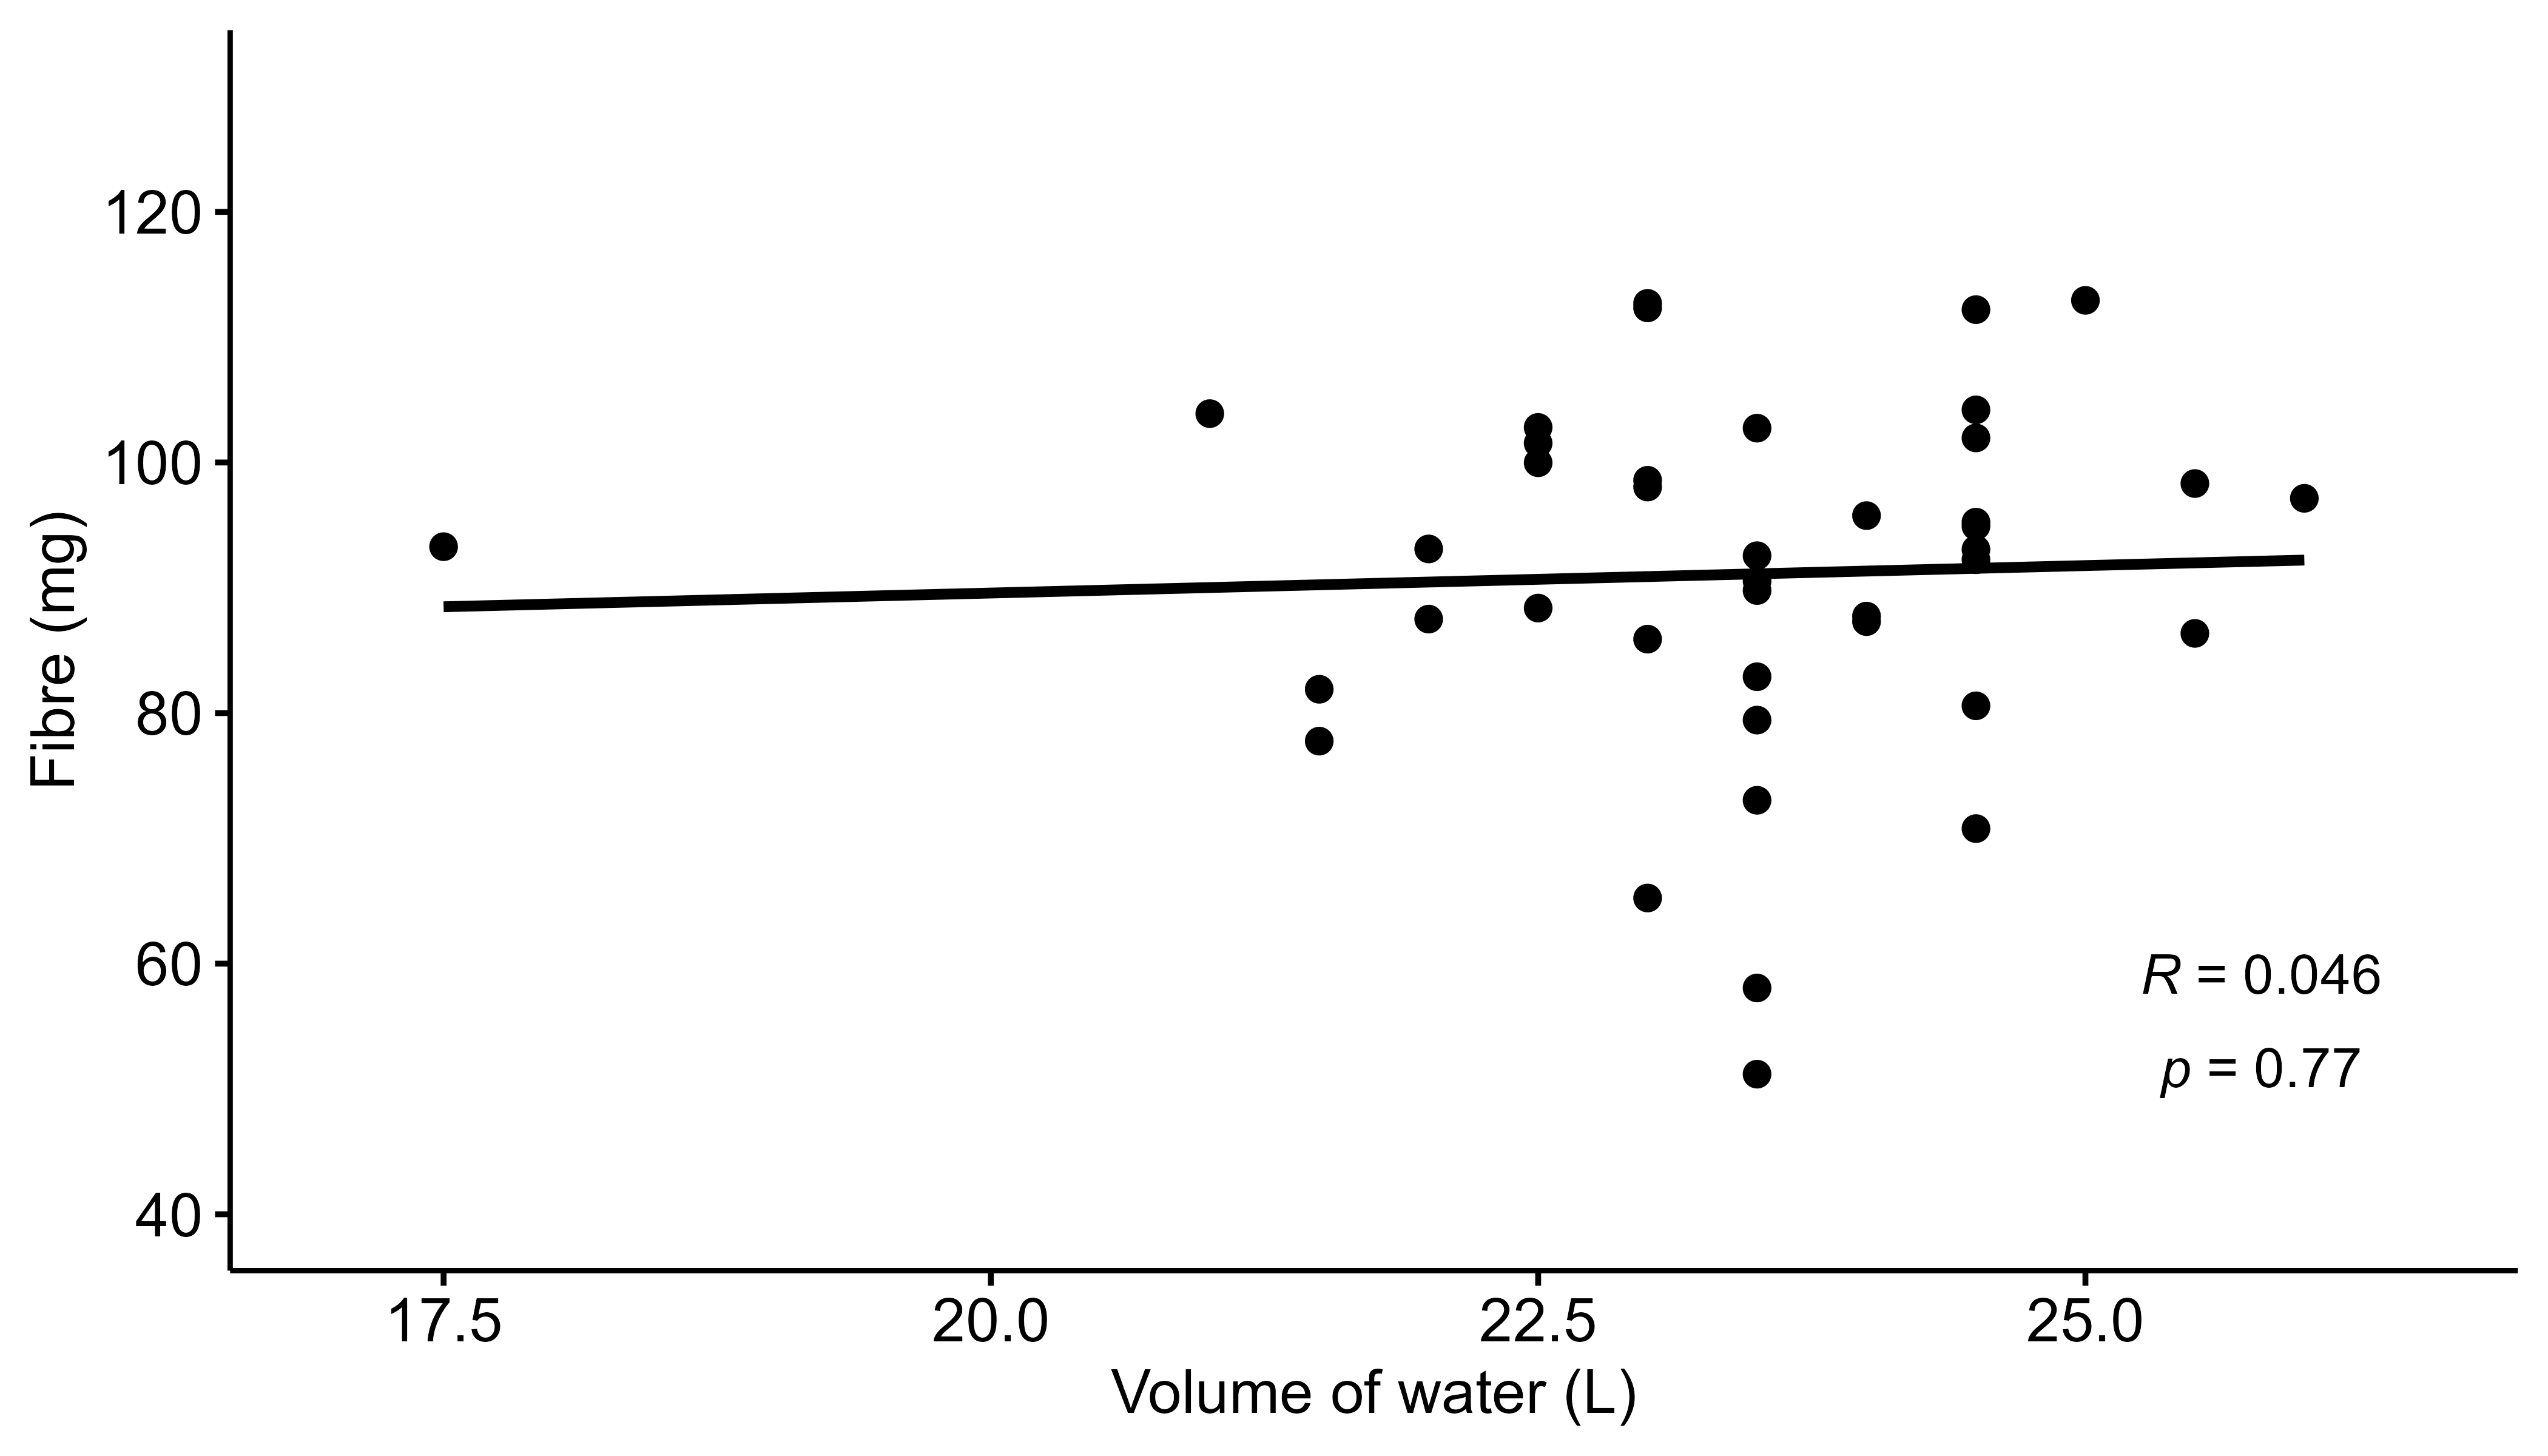 120
100
80
60
40
Fibre (mg)
R = 0.046
p = 0.77
17.5 20.0 22.5 25.0
Volume of water (L)